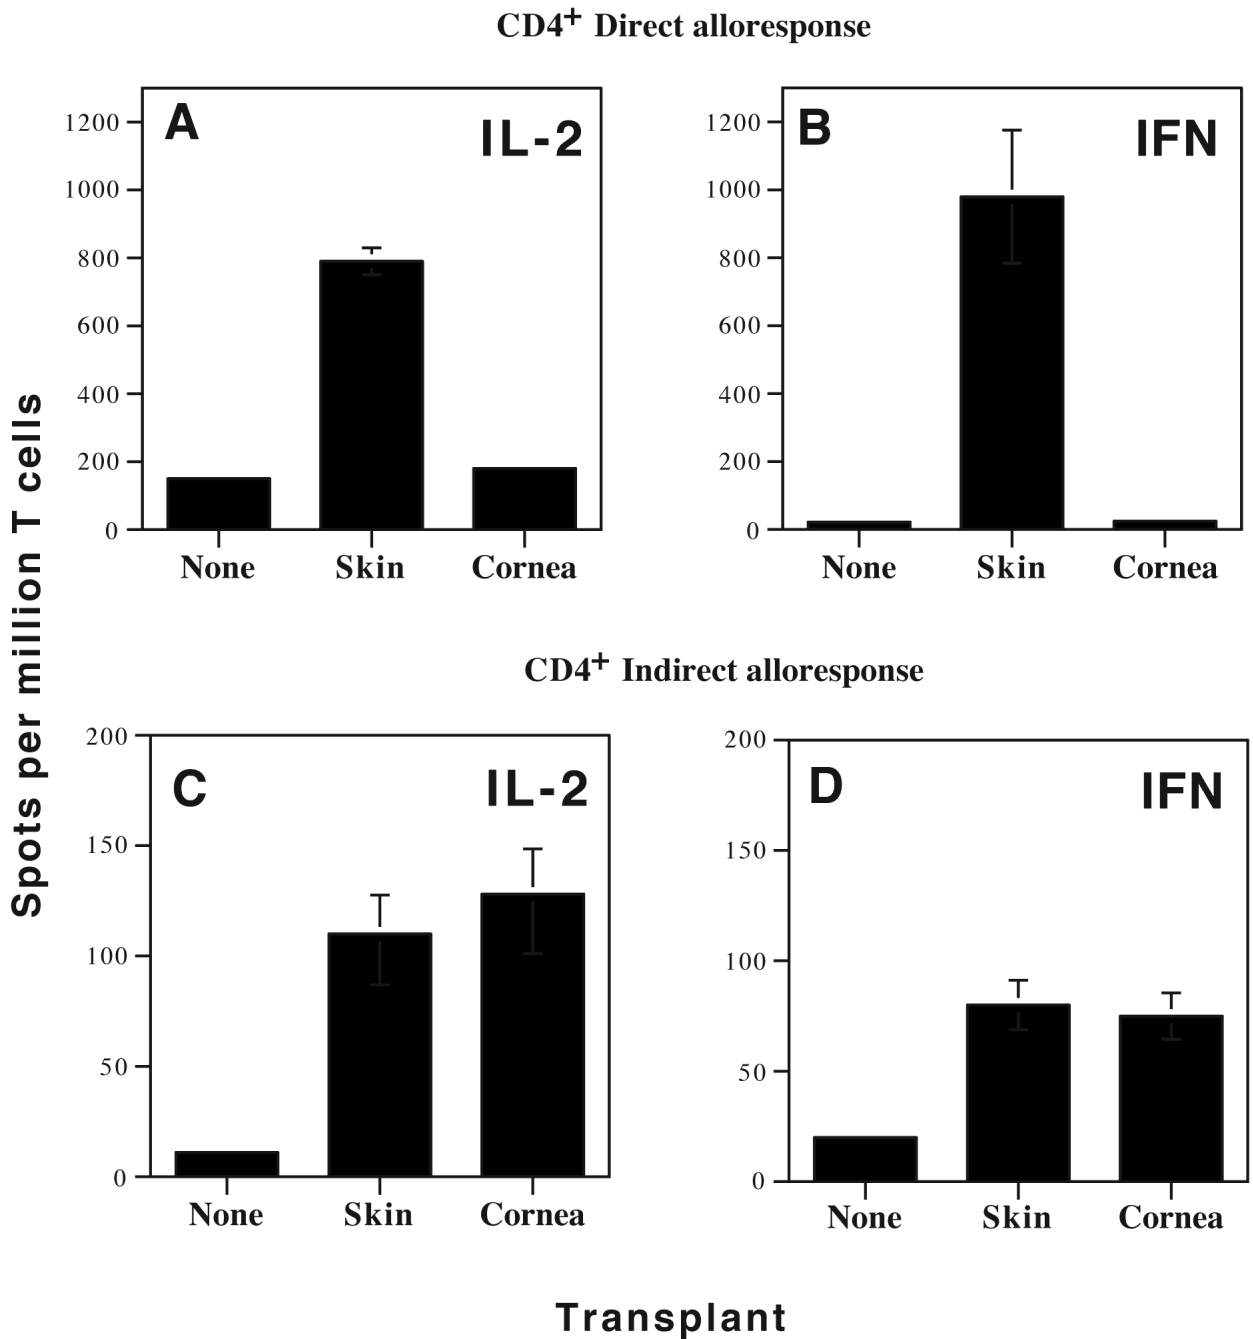 CD4+ Direct alloresponse
A
IL-2
1200
1000
800
600
400
200
0
None Skin Cornea
B
IFN
1200
1000
800
600
400
200
0
None Skin Cornea
Spots per million T cells
CD4+ Indirect alloresponse
C
IL-2
200
150
100
50
0
None Skin Cornea
D
IFN
200
150
100
50
0
None Skin Cornea
Transplant